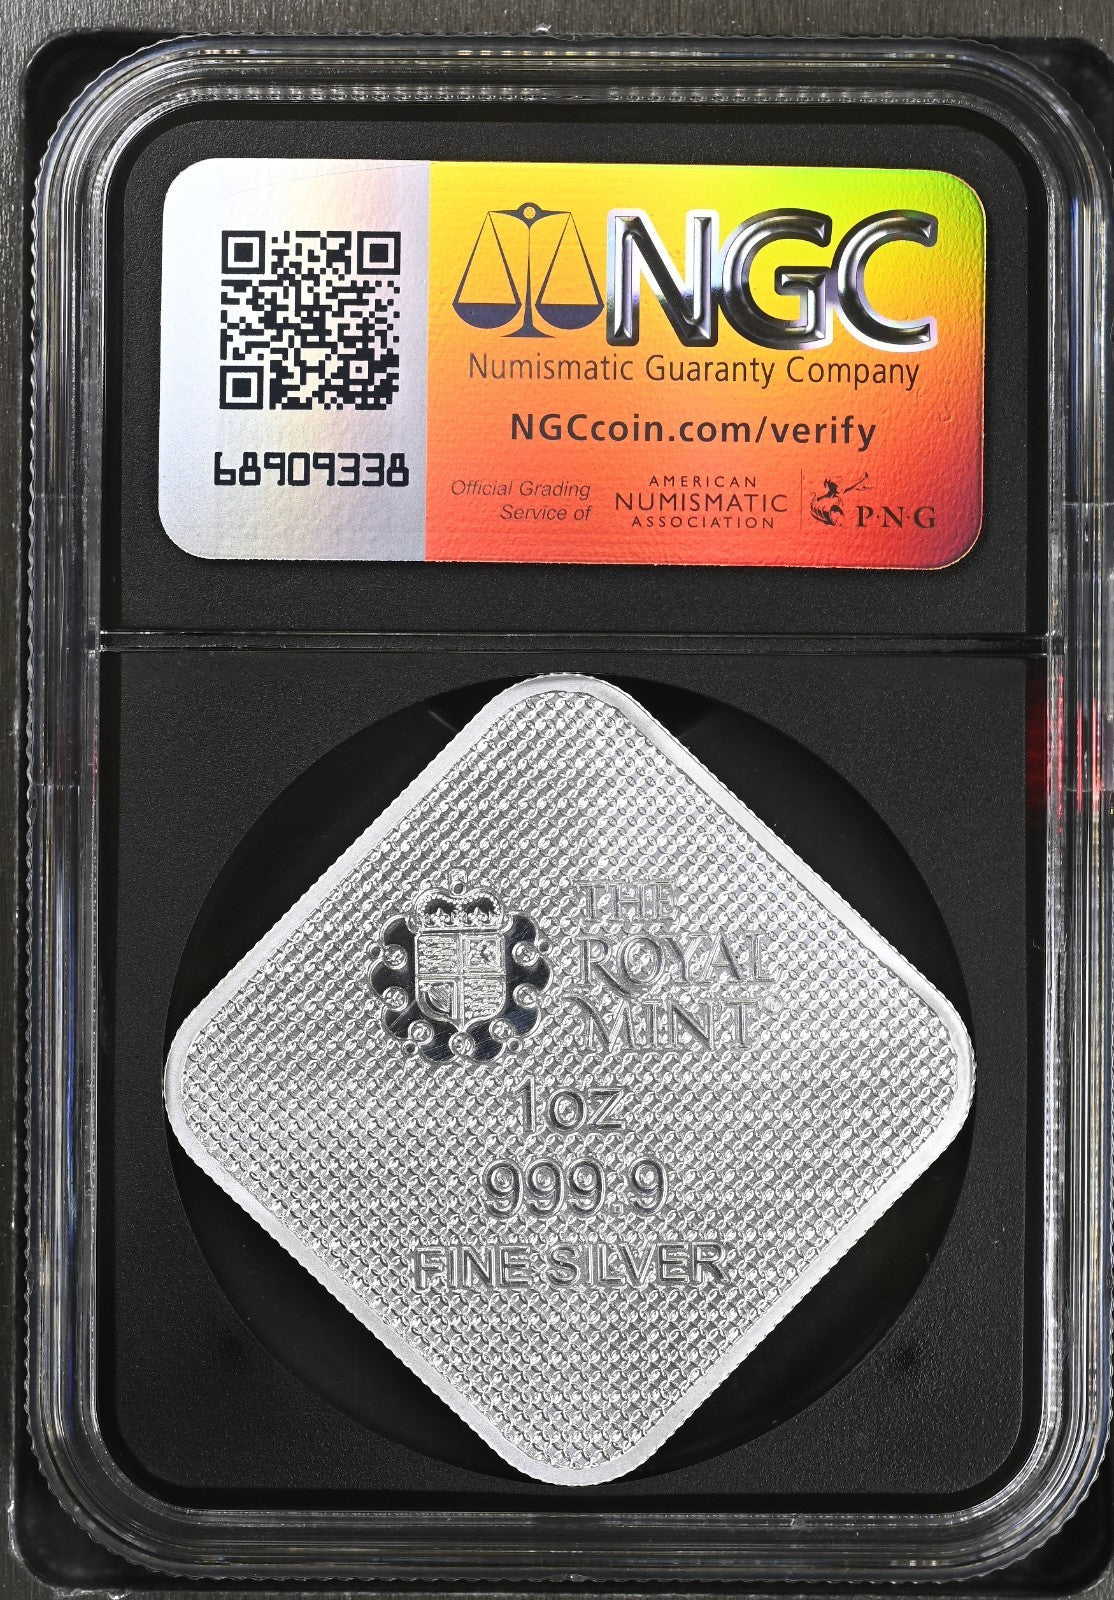 68909338
NGC
Numismatic Guaranty Company
NGCcoin.com/verify
Official Grading
Service of
AMERICAN
NUMISMATIC
ASSOCIATION
P·N·G
THE
ROYAL
MINT®
1oz
999.9
FINE SILVER